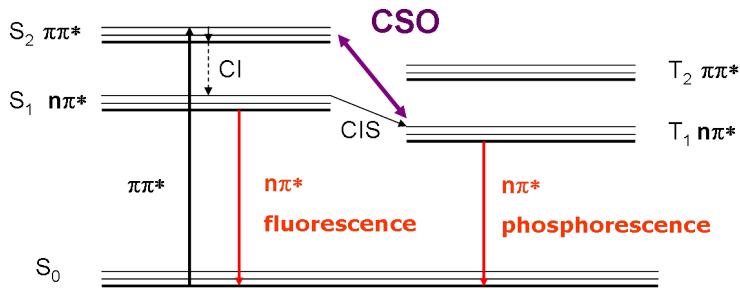 S₂ ππ*
CSO
CI
T₂ ππ*
S₁ nπ*
CIS
T₁ nπ*
ππ*
nπ*
fluorescence
nπ*
phosphorescence
S₀